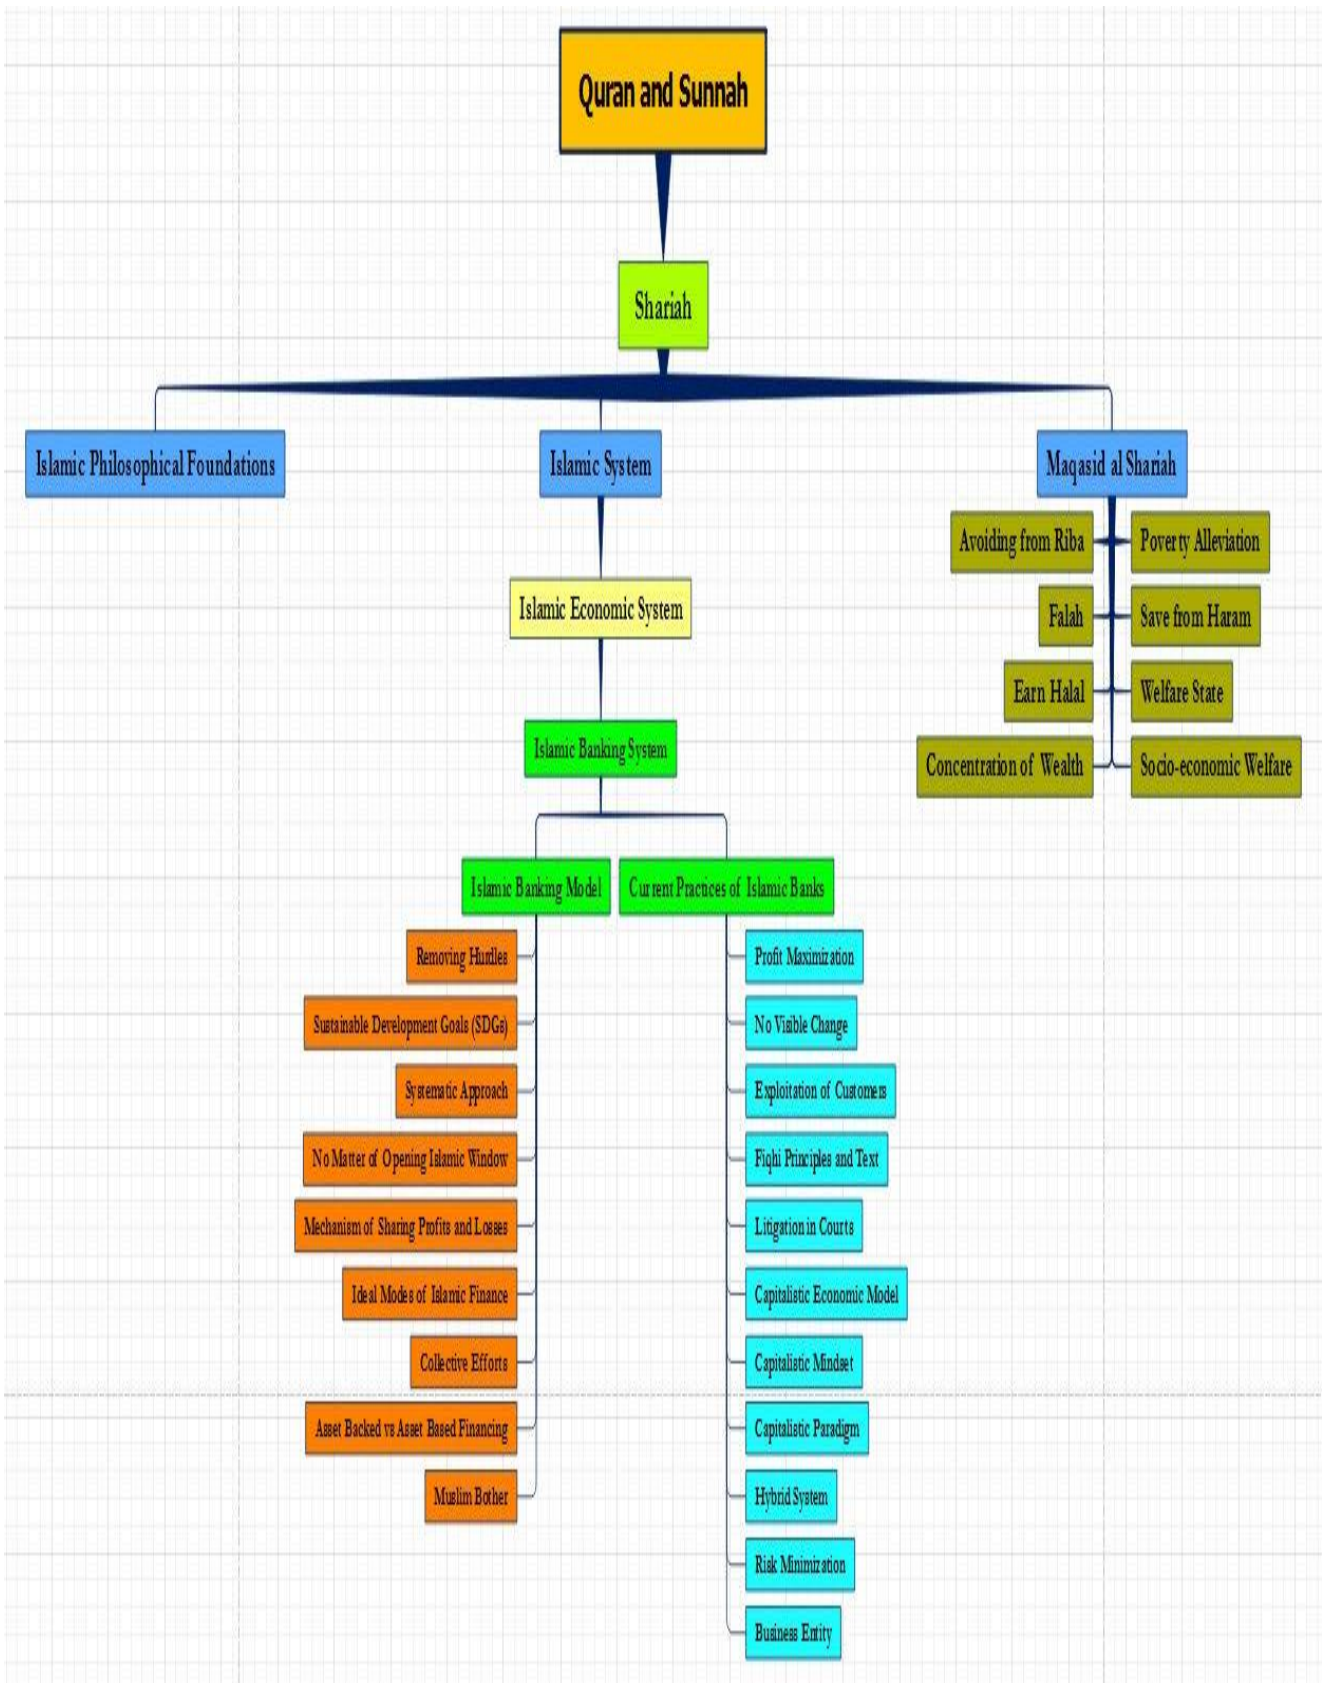 Quran and Sunnah
Shariah
Islamic Philosophical Foundations
Islamic System
Maqasid al Shariah
Avoiding from Riba
Poverty Alleviation
Falah
Save from Haram
Earn Halal
Welfare State
Concentration of Wealth
Socio-economic Welfare
Islamic Economic System
Islamic Banking System
Islamic Banking Model
Current Practices of Islamic Banks
Removing Hurdles
Sustainable Development Goals (SDGs)
Systematic Approach
No Matter of Opening Islamic Window
Mechanism of Sharing Profits and Losses
Ideal Modes of Islamic Finance
Collective Efforts
Asset Backed vs Asset Based Financing
Muslim Bother
Profit Maximization
No Visible Change
Exploitation of Customers
Fiqhi Principles and Text
Litigation in Courts
Capitalistic Economic Model
Capitalistic Mindset
Capitalistic Paradigm
Hybrid System
Risk Minimization
Business Entity